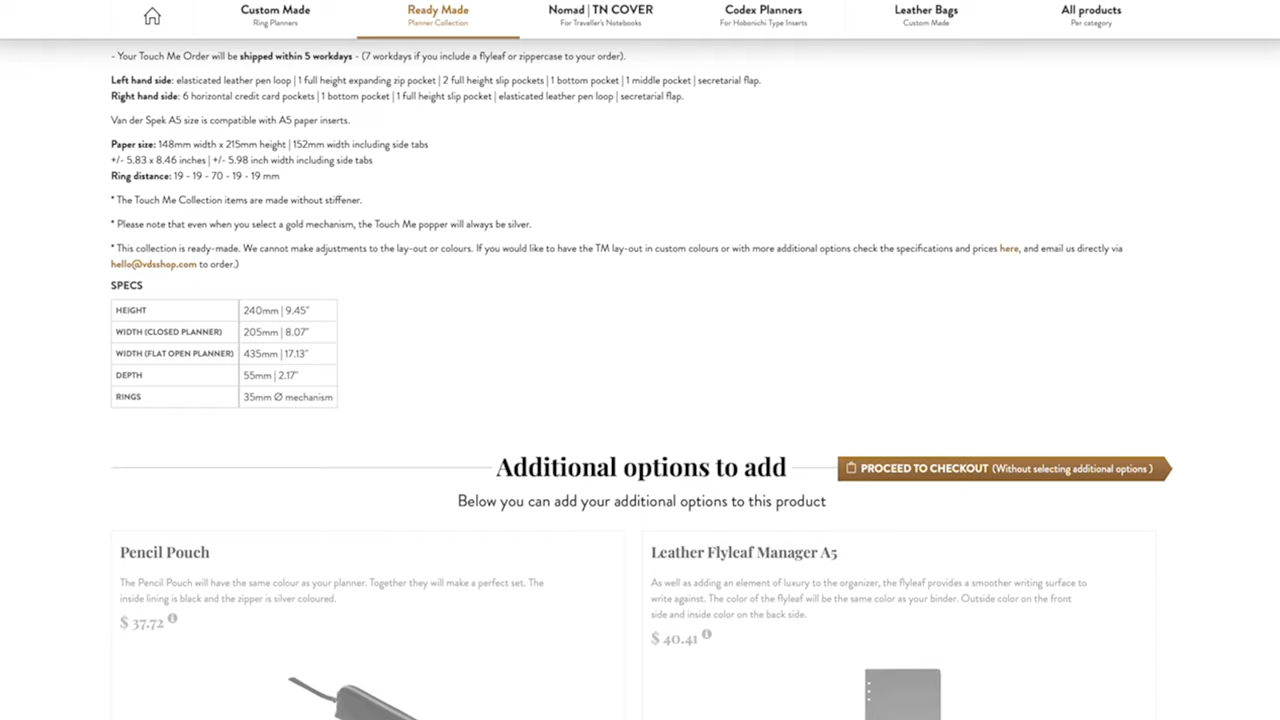 Custom Made
Ring Planners
Ready Made
Planner Collection
Nomad | TN COVER
For Traveller's Notebooks
Codex Planners
For Hobonichi Type Inserts
Leather Bags
Custom Made
All products
Per category
- Your Touch Me Order will be shipped within 5 workdays - (7 workdays if you include a flyleaf or zippercase to your order).
Left hand side: elasticated leather pen loop | 1 full height expanding zip pocket | 2 full height slip pockets | 1 bottom pocket | 1 middle pocket | secretarial flap.
Right hand side: 6 horizontal credit card pockets | 1 bottom pocket | 1 full height slip pocket | elasticated leather pen loop | secretarial flap.
Van der Spek A5 size is compatible with A5 paper inserts.
Paper size: 148mm width x 215mm height | 152mm width including side tabs
+/- 5.83 x 8.46 inches | +/- 5.98 inch width including side tabs
Ring distance: 19 - 19 - 70 - 19 - 19 mm
* The Touch Me Collection items are made without stiffener.
* Please note that even when you select a gold mechanism, the Touch Me popper will always be silver.
* This collection is ready-made. We cannot make adjustments to the lay-out or colours. If you would like to have the TM lay-out in custom colours or with more additional options check the specifications and prices here, and email us directly via
hello@vdsshop.com to order.)
SPECS
HEIGHT 240mm | 9.45"
WIDTH (CLOSED PLANNER) 205mm | 8.07"
WIDTH (FLAT OPEN PLANNER) 435mm | 17.13"
DEPTH 55mm | 2.17"
RINGS 35mm Ø mechanism
Additional options to add
PROCEED TO CHECKOUT (Without selecting additional options )
Below you can add your additional options to this product
Pencil Pouch
The Pencil Pouch will have the same colour as your planner. Together they will make a perfect set. The
inside lining is black and the zipper is silver coloured.
$ 37.72
Leather Flyleaf Manager A5
As well as adding an element of luxury to the organizer, the flyleaf provides a smoother writing surface to
write against. The color of the flyleaf will be the same color as your binder. Outside color on the front
side and inside color on the back side.
$ 40.41